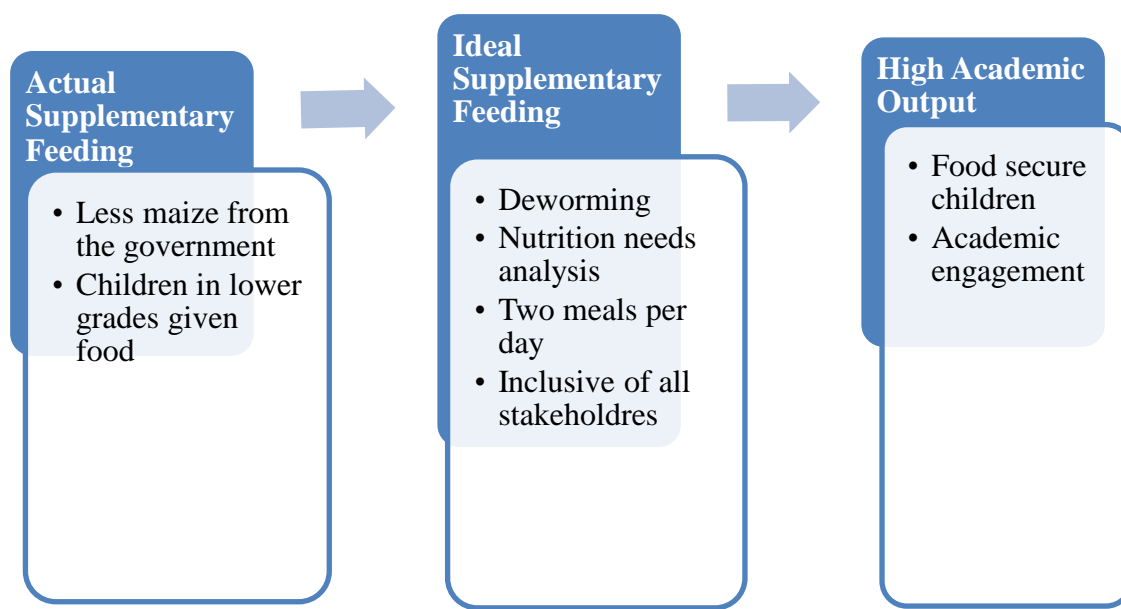 Actual
Supplementary
Feeding
• Less maize from
the government
• Children in lower
grades given
food
Ideal
Supplementary
Feeding
• Deworming
• Nutrition needs
analysis
• Two meals per
day
• Inclusive of all
stakeholdres
High Academic
Output
• Food secure
children
• Academic
engagement